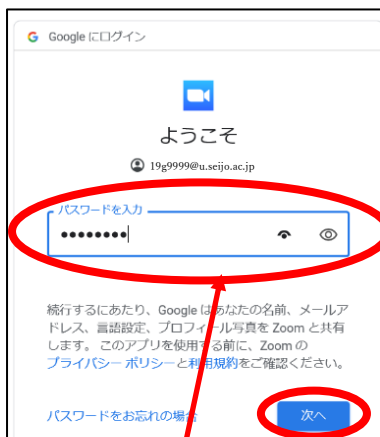 Google にログイン
ようこそ
19g9999@u.seijo.ac.jp
パスワードを入力
••••••••
続行するにあたり、Google はあなたの名前、メールア
ドレス、言語設定、プロフィール写真を Zoom と共有
します。 このアプリを使用する前に、Zoom の
プライバシー ポリシーと利用規約をご確認ください。
パスワードをお忘れの場合
次へ